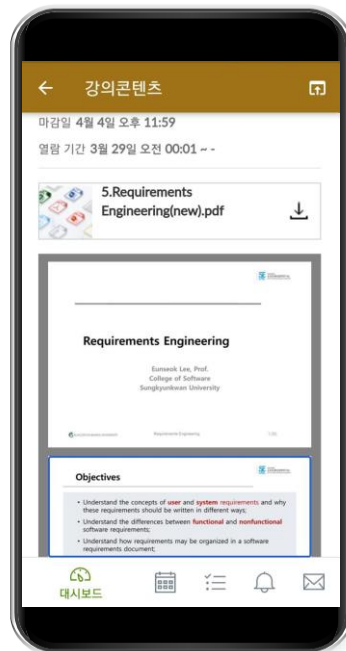 강의콘텐츠
마감일 4월 4일 오후 11:59
열람 기간 3월 29일 오전 00:01 ~ -
5.Requirements
Engineering(new).pdf
Requirements Engineering
Eunseok Lee, Prof.
College of Software
Sungkyunkwan University
Requirements Engineering
Objectives
• Understand the concepts of user and system requirements and why
these requirements should be written in different ways;
• Understand the differences between functional and nonfunctional
software requirements;
• Understand how requirements may be organized in a software
requirements document;
대시보드